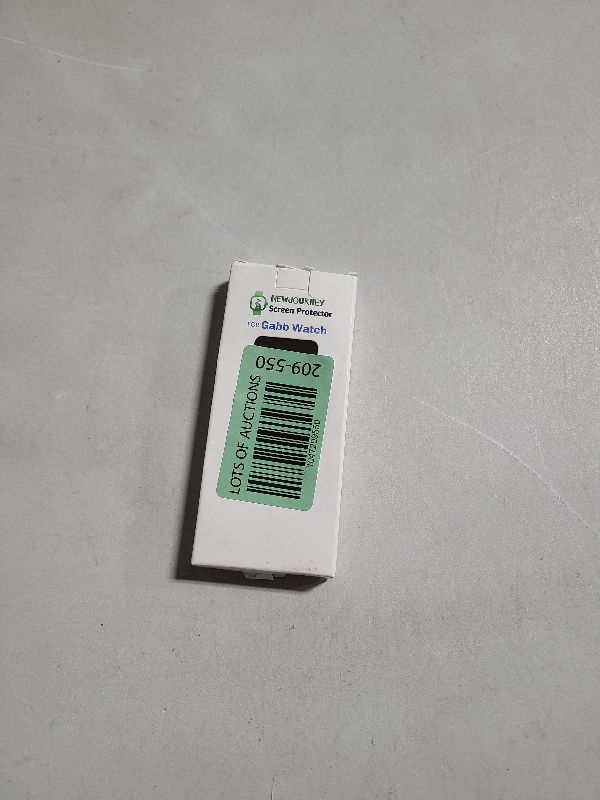 NEWJOURNEY
Screen Protector
FOR Gabb Watch
209-550
LOTS OF AUCTIONS